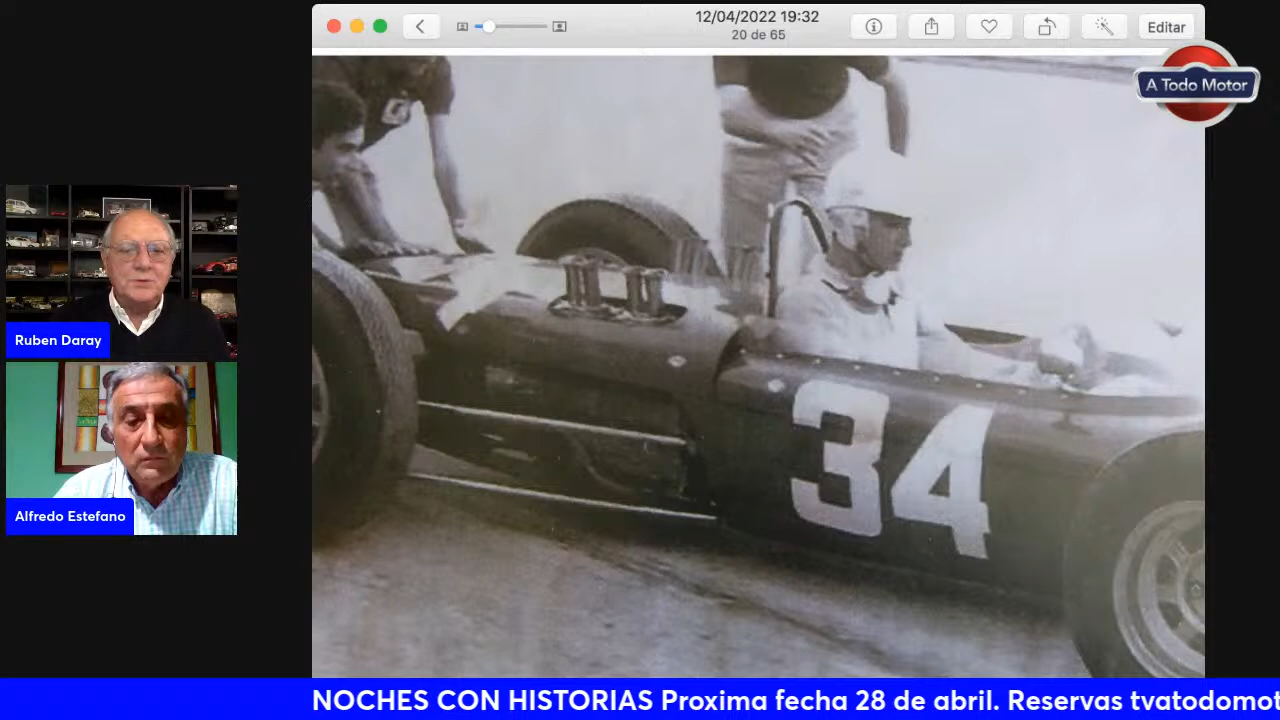 12/04/2022 19:32
20 de 65
Editar
A Todo Motor
Ruben Daray
34
Alfredo Estefano
NOCHES CON HISTORIAS Proxima fecha 28 de abril. Reservas tvatodomot